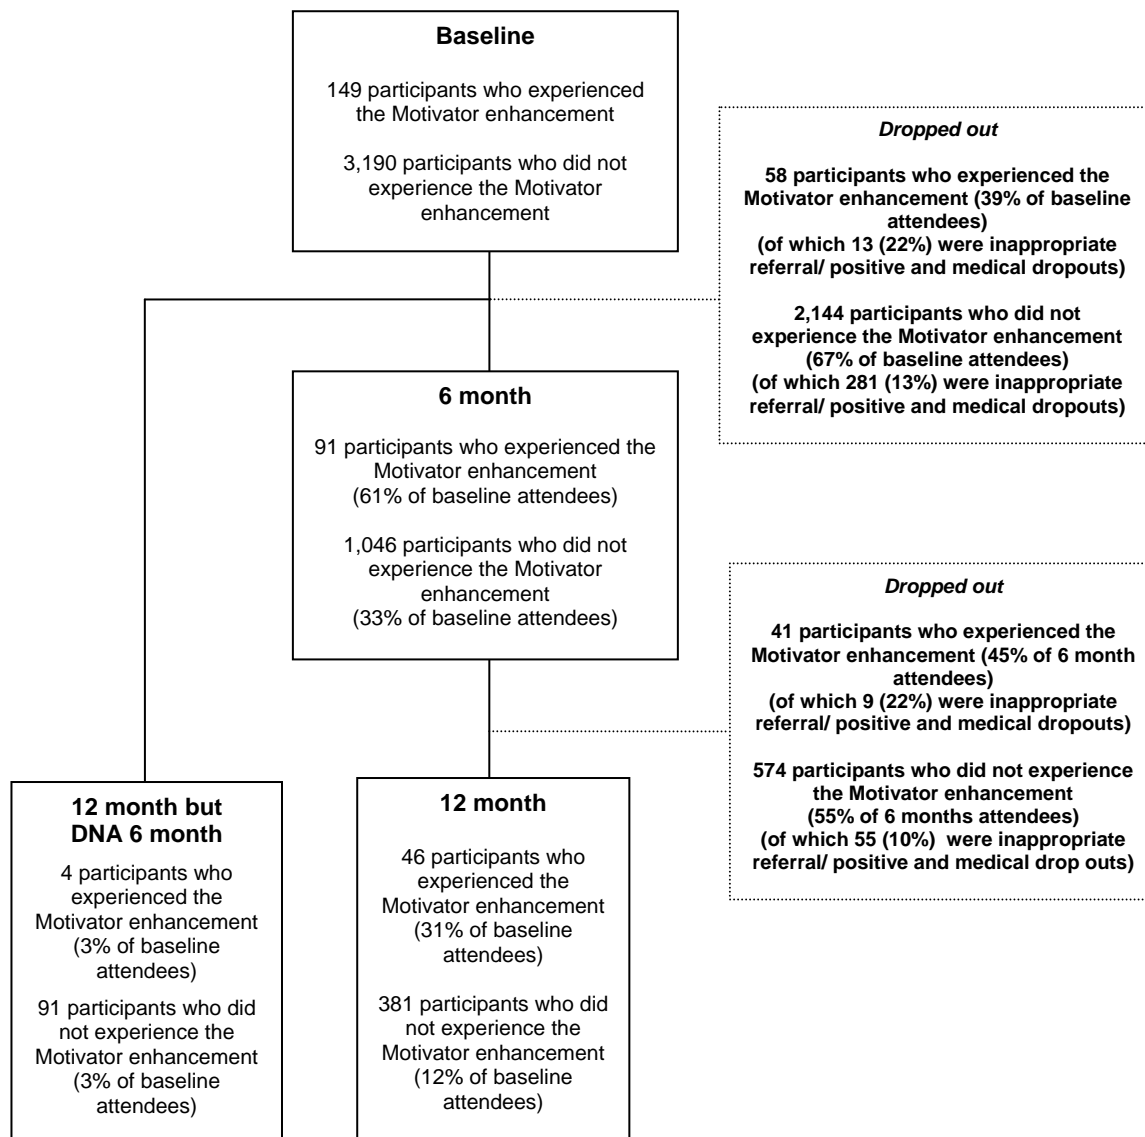 Baseline
149 participants who experienced
the Motivator enhancement
3,190 participants who did not
experience the Motivator
enhancement
Dropped out
58 participants who experienced the
Motivator enhancement (39% of baseline
attendees)
(of which 13 (22%) were inappropriate
referral/ positive and medical dropouts)
2,144 participants who did not
experience the Motivator enhancement
(67% of baseline attendees)
(of which 281 (13%) were inappropriate
referral/ positive and medical dropouts)
6 month
91 participants who experienced the
Motivator enhancement
(61% of baseline attendees)
1,046 participants who did not
experience the Motivator
enhancement
(33% of baseline attendees)
Dropped out
41 participants who experienced the
Motivator enhancement (45% of 6 month
attendees)
(of which 9 (22%) were inappropriate
referral/ positive and medical dropouts)
574 participants who did not experience
the Motivator enhancement
(55% of 6 months attendees)
(of which 55 (10%) were inappropriate
referral/ positive and medical drop outs)
12 month but
DNA 6 month
4 participants who
experienced the
Motivator enhancement
(3% of baseline
attendees)
91 participants who did
not experience the
Motivator enhancement
(3% of baseline
attendees)
12 month
46 participants who
experienced the
Motivator enhancement
(31% of baseline
attendees)
381 participants who did
not experience the
Motivator enhancement
(12% of baseline
attendees)